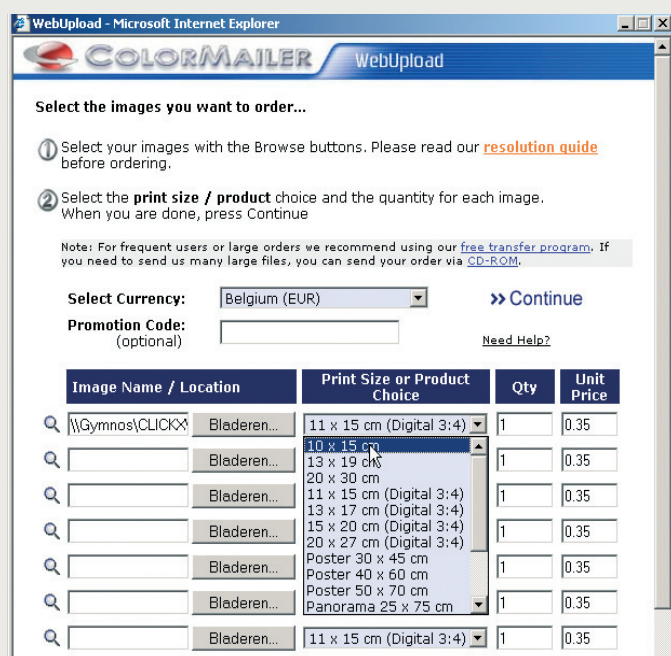 WebUpload - Microsoft Internet Explorer
COLORMAILER WebUpload
Select the images you want to order...
1 Select your images with the Browse buttons. Please read our resolution guide
before ordering.
2 Select the print size / product choice and the quantity for each image.
When you are done, press Continue
Note: For frequent users or large orders we recommend using our free transfer program. If
you need to send us many large files, you can send your order via CD-ROM.
Select Currency: Belgium (EUR) >> Continue
Promotion Code:
(optional) Need Help?
Image Name / Location Print Size or Product Choice Qty Unit Price
\\Gymnos\CLICKX Bladeren... 11 x 15 cm (Digital 3:4) 1 0.35
10 x 15 cm
Bladeren... 13 x 19 cm 1 0.35
20 x 30 cm
Bladeren... 11 x 15 cm (Digital 3:4) 1 0.35
13 x 17 cm (Digital 3:4)
Bladeren... 15 x 20 cm (Digital 3:4) 1 0.35
20 x 27 cm (Digital 3:4)
Bladeren... Poster 30 x 45 cm 1 0.35
Poster 40 x 60 cm
Bladeren... Poster 50 x 70 cm 1 0.35
Panorama 25 x 75 cm
Bladeren... 11 x 15 cm (Digital 3:4) 1 0.35